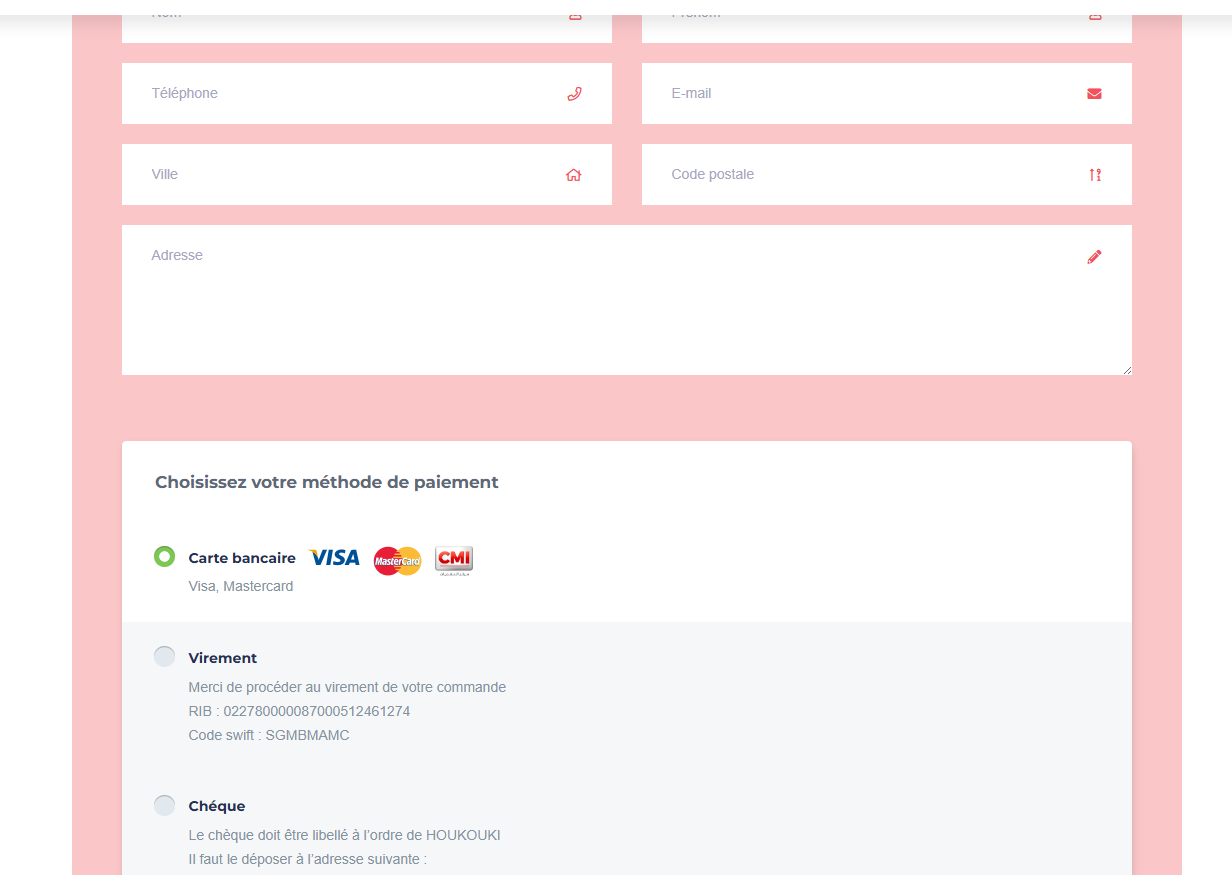 Nom Prénom
Téléphone E-mail
Ville Code postale
Adresse
Choisissez votre méthode de paiement
Carte bancaire VISA MasterCard CMI
Visa, Mastercard
Virement
Merci de procéder au virement de votre commande
RIB : 022780000087000512461274
Code swift : SGMBMAMC
Chéque
Le chèque doit être libellé à l’ordre de HOUKOUKI
Il faut le déposer à l’adresse suivante :